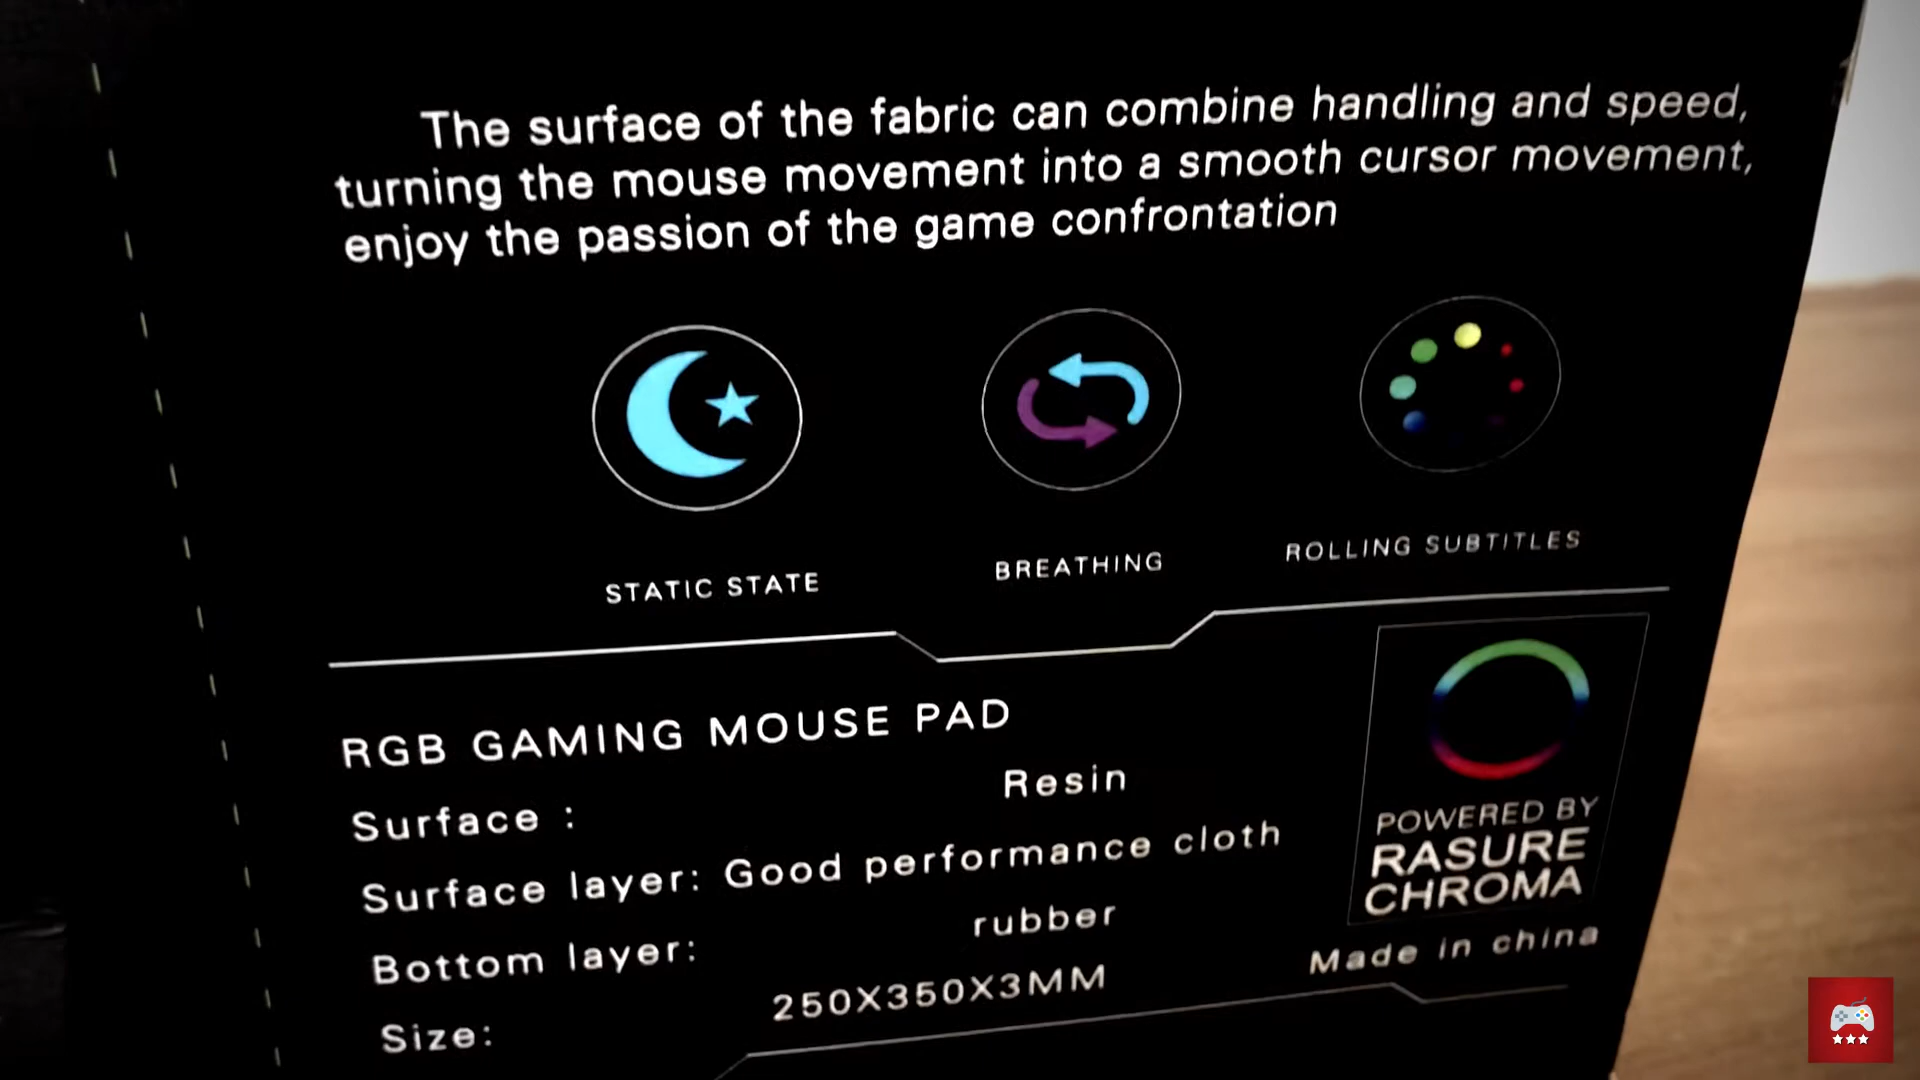 The surface of the fabric can combine handling and speed,
turning the mouse movement into a smooth cursor movement,
enjoy the passion of the game confrontation
STATIC STATE
BREATHING
ROLLING SUBTITLES
RGB GAMING MOUSE PAD
Surface : Resin
Surface layer: Good performance cloth
Bottom layer: rubber
Size: 250X350X3MM
POWERED BY
RASURE
CHROMA
Made in china